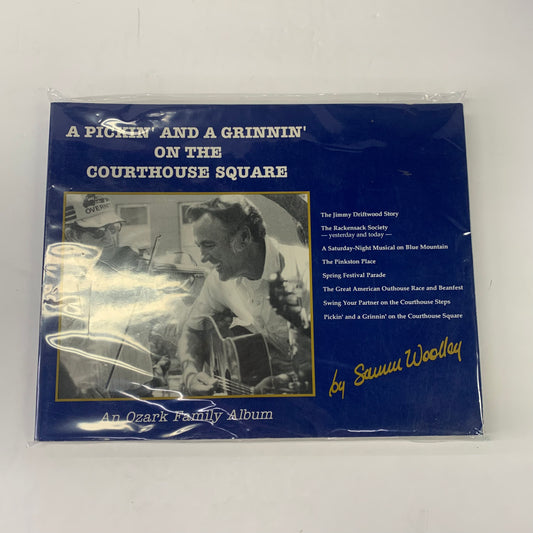 A PICKIN' AND A GRINNIN'
ON THE
COURTHOUSE SQUARE
The Jimmy Driftwood Story
The Rackensack Society
— yesterday and today —
A Saturday-Night Musical on Blue Mountain
The Pinkston Place
Spring Festival Parade
The Great American Outhouse Race and Beanfest
Swing Your Partner on the Courthouse Steps
Pickin' and a Grinnin' on the Courthouse Square
by Sammi Woolley
An Ozark Family Album